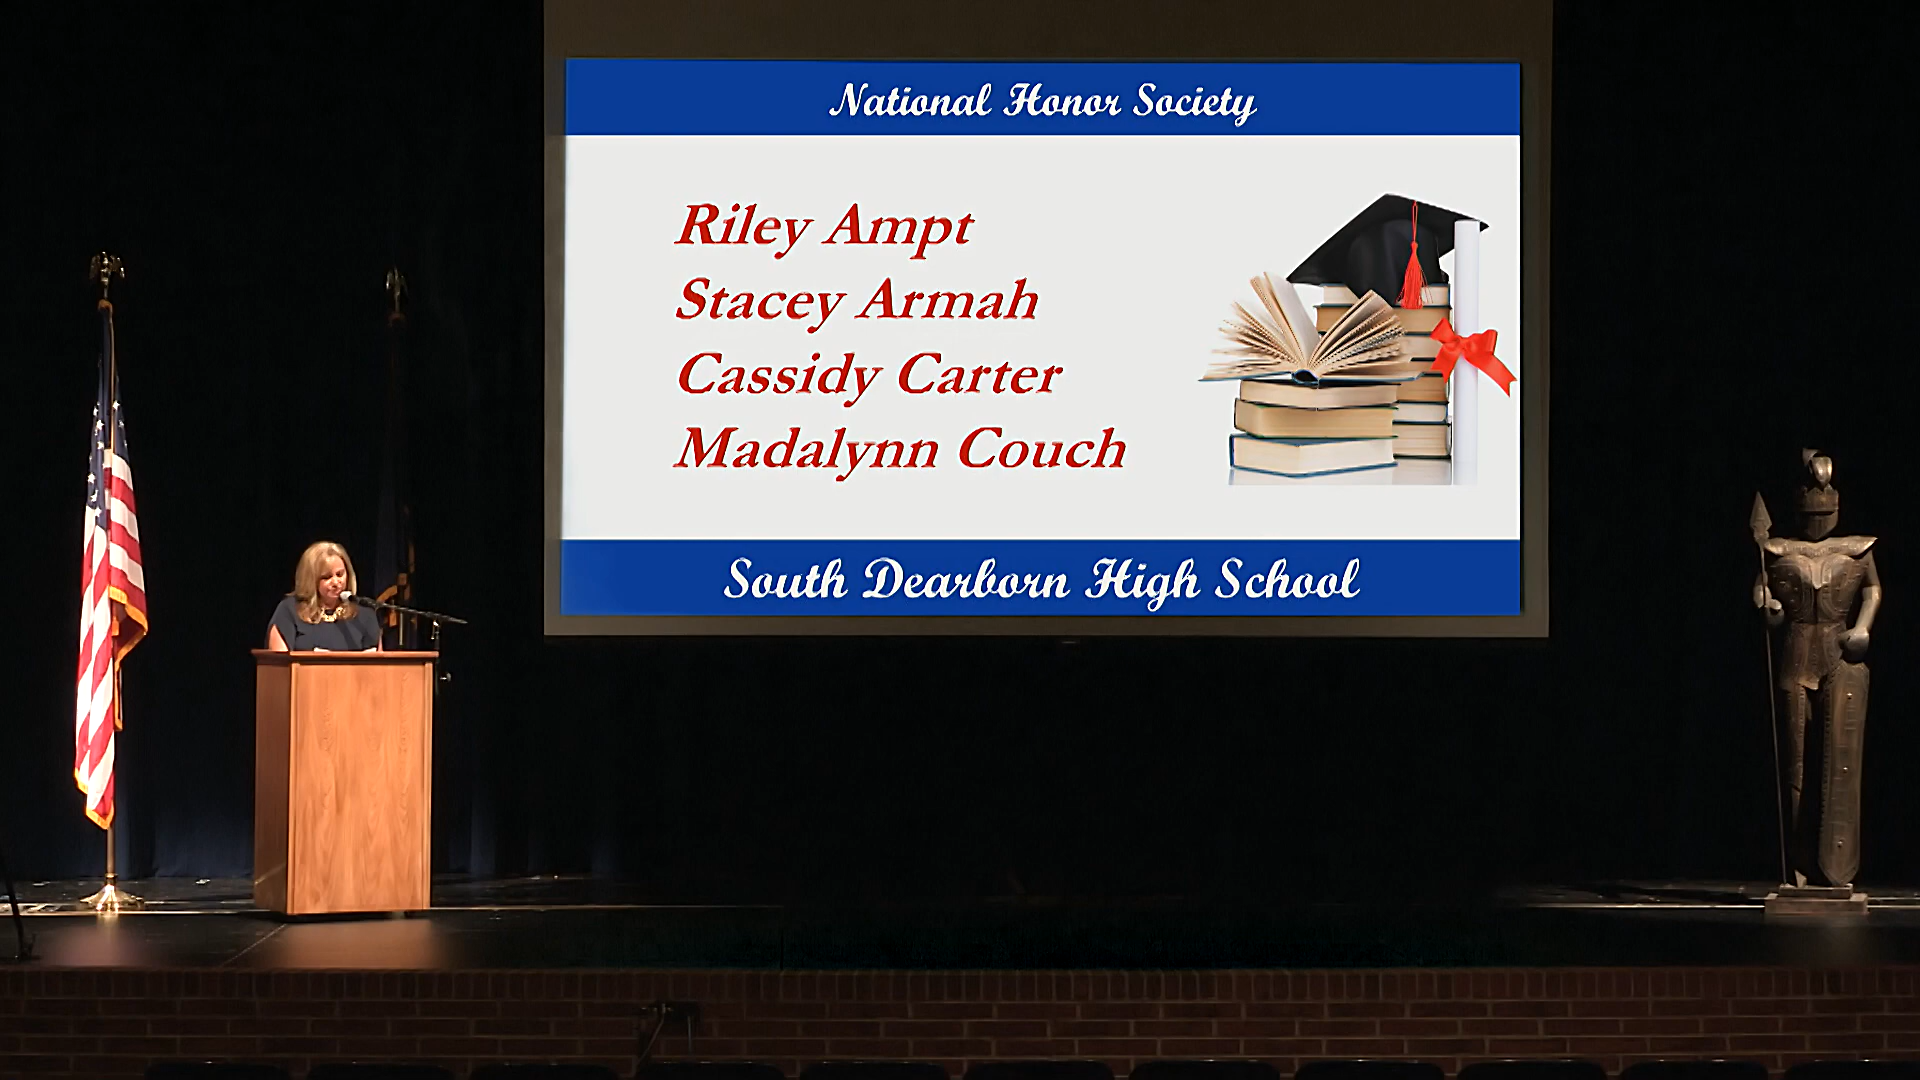 National Honor Society
Riley Ampt
Stacey Armah
Cassidy Carter
Madalynn Couch
South Dearborn High School